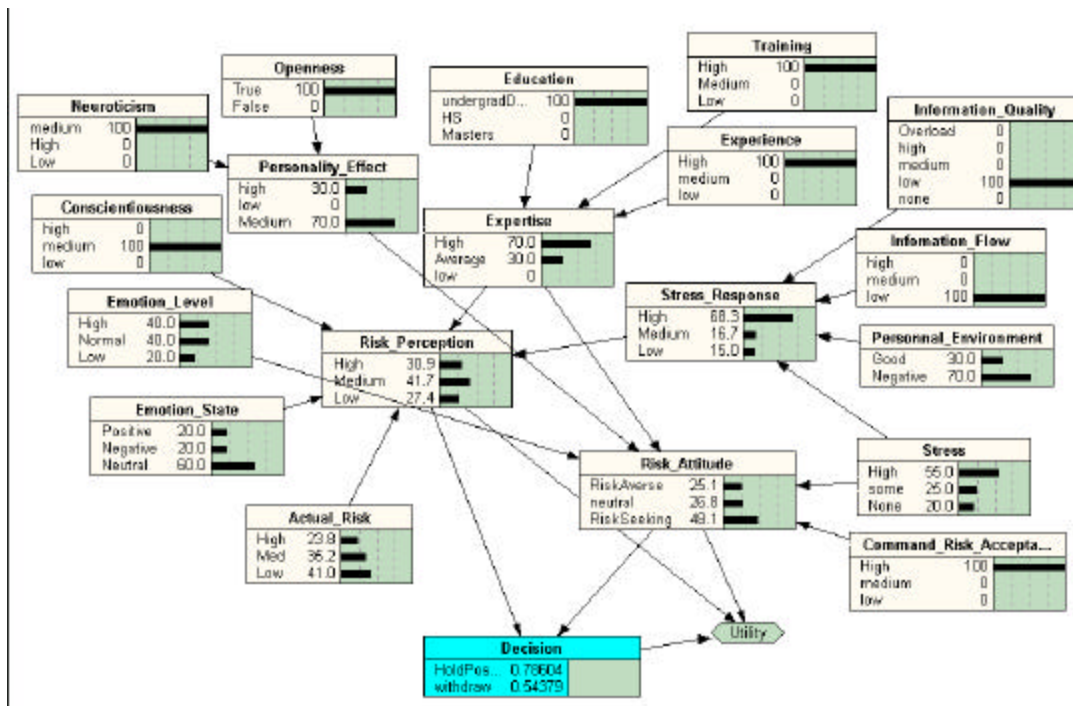 Training
High 100
Medium 0
Low 0
Openness
True 100
False 0
Education
undergradD... 100
HS 0
Masters 0
Neuroticism
medium 100
High 0
Low 0
Information_Quality
Overload 0
high 0
medium 0
low 100
none 0
Experience
High 100
medium 0
low 0
Personality_Effect
high 30.0
low 0
Medium 70.0
Conscientiousness
high 0
medium 100
low 0
Expertise
High 70.0
Average 30.0
low 0
Infomation_Flow
high 0
medium 0
low 100
Emotion_Level
High 40.0
Normal 40.0
Low 20.0
Stress_Response
High 68.3
Medium 16.7
Low 15.0
Risk_Perception
High 30.9
Medium 41.7
Low 27.4
Personnal_Environment
Good 30.0
Negative 70.0
Emotion_State
Positive 20.0
Negative 20.0
Neutral 60.0
Stress
High 55.0
some 25.0
None 20.0
Risk_Attitude
RiskAverse 25.1
neutral 26.8
RiskSeeking 48.1
Actual_Risk
High 23.8
Med 35.2
Low 41.0
Command_Risk_Accepta...
High 100
medium 0
low 0
Utility
Decision
HoldPos... 0.78604
withdraw 0.54379